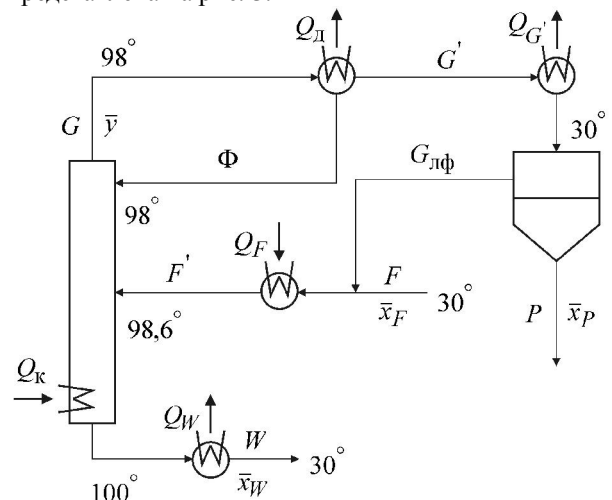 Q_Д
Q_G'
98°
G'
G
y̅
30°
Φ
G_лф
98°
Q_F
F'
F
x̅_F
30°
98,6°
P
x̅_P
Q_к
Q_W
W
x̅_W
30°
100°